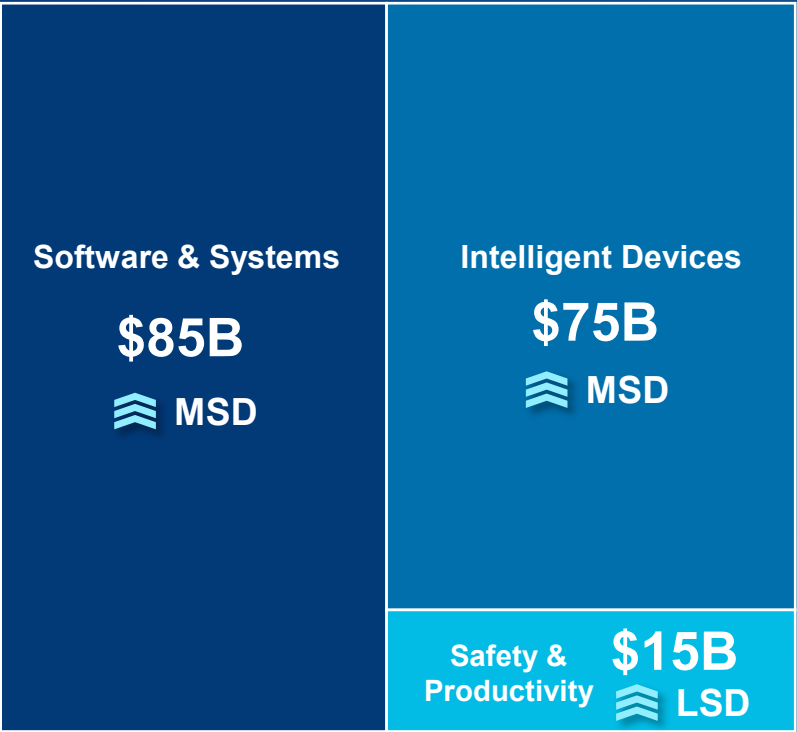 Software & Systems
$85B
MSD
Intelligent Devices
$75B
MSD
Safety &
Productivity
$15B
LSD